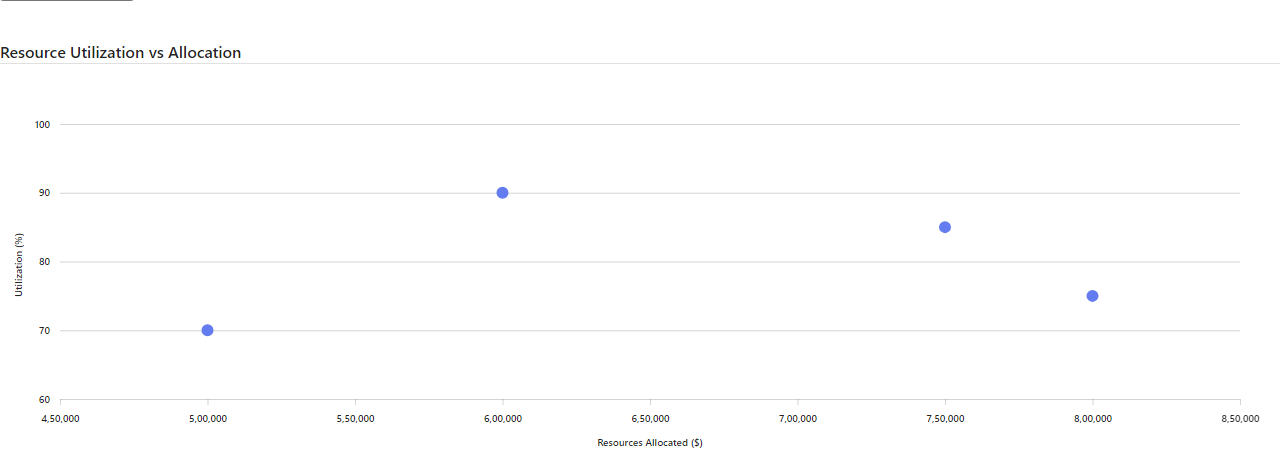 Resource Utilization vs Allocation
100
90
80
70
60
Utilization (%)
4,50,000 5,00,000 5,50,000 6,00,000 6,50,000 7,00,000 7,50,000 8,00,000 8,50,000
Resources Allocated ($)